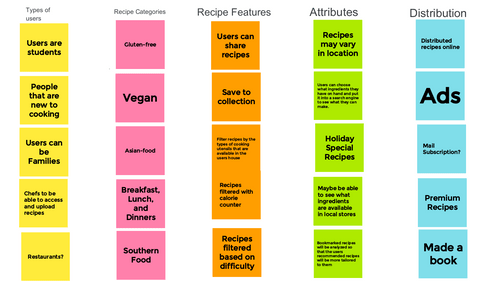 Types of
users
Recipe Categories
Recipe Features
Attributes
Distribution
Users are
students
People
that are
new to
cooking
Users can
be
Families
Chefs to be
able to access
and upload
recipes
Restaurants?
Gluten-free
Vegan
Asian-food
Breakfast,
Lunch,
and
Dinners
Southern
Food
Users can
share
recipes
Save to
collection
Filter recipes by the
types of cooking
utensils that are
available in the
users house
Recipes
filtered with
calorie
counter
Recipes
filtered
based on
difficulty
Recipes
may vary
in location
Users can choose
what ingredients they
have on hand and put
it into a search engine
to see what they can
make.
Holiday
Special
Recipes
Maybe be able
to see what
ingredients
are available
in local stores
Bookmarked recipes
will be analyzed so
that the users
recommended recipes
will be more tailored
to them
Distributed
recipes online
Ads
Mail
Subscription?
Premium
Recipes
Made a
book